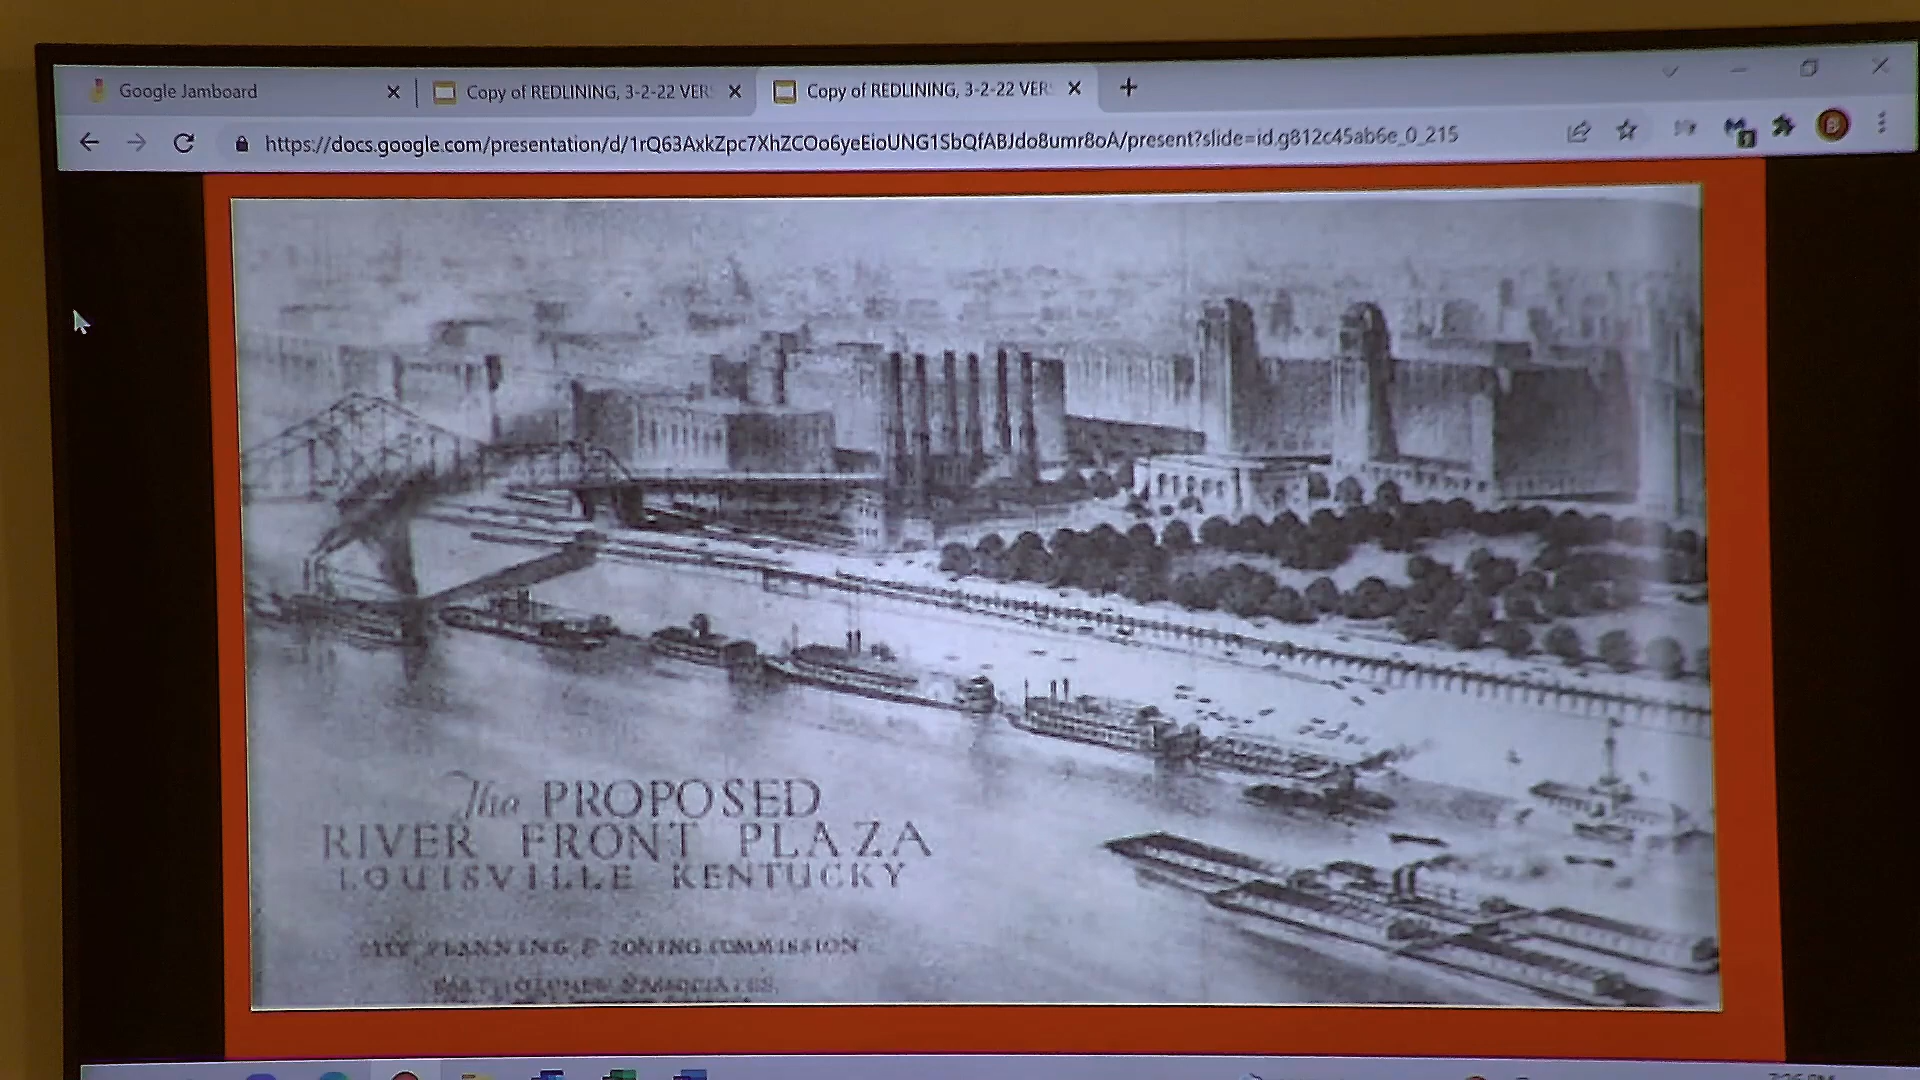 Google Jamboard
Copy of REDLINING, 3-2-22 VER
Copy of REDLINING, 3-2-22 VER
https://docs.google.com/presentation/d/1rQ63AxkZpc7XhZCOo6yeEioUNG1SbQfABJdo8umr8oA/present?slide=id.g812c45ab6e_0_215
The PROPOSED
RIVER FRONT PLAZA
LOUISVILLE KENTUCKY
CITY PLANNING & ZONING COMMISSION